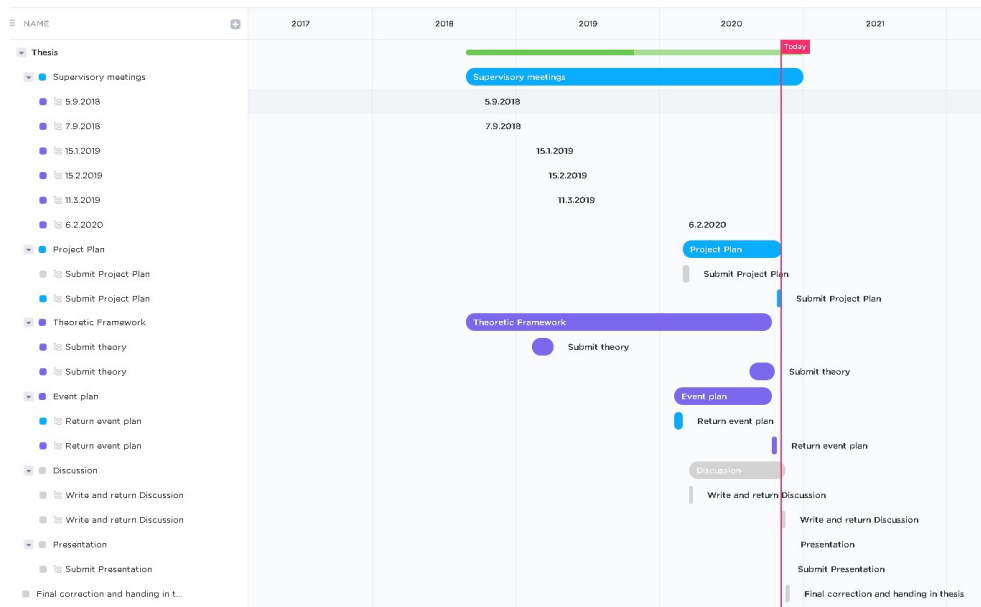 NAME 2017 2018 2019 2020 2021
Today
Thesis
Supervisory meetings Supervisory meetings
5.9.2018 5.9.2018
7.9.2018 7.9.2018
15.1.2019 15.1.2019
15.2.2019 15.2.2019
11.3.2019 11.3.2019
6.2.2020 6.2.2020
Project Plan Project Plan
Submit Project Plan Submit Project Plan
Submit Project Plan Submit Project Plan
Theoretic Framework Theoretic Framework
Submit theory Submit theory
Submit theory Submit theory
Event plan Event plan
Return event plan Return event plan
Return event plan Return event plan
Discussion Discussion
Write and return Discussion Write and return Discussion
Write and return Discussion Write and return Discussion
Presentation Presentation
Submit Presentation Submit Presentation
Final correction and handing in t... Final correction and handing in thesis